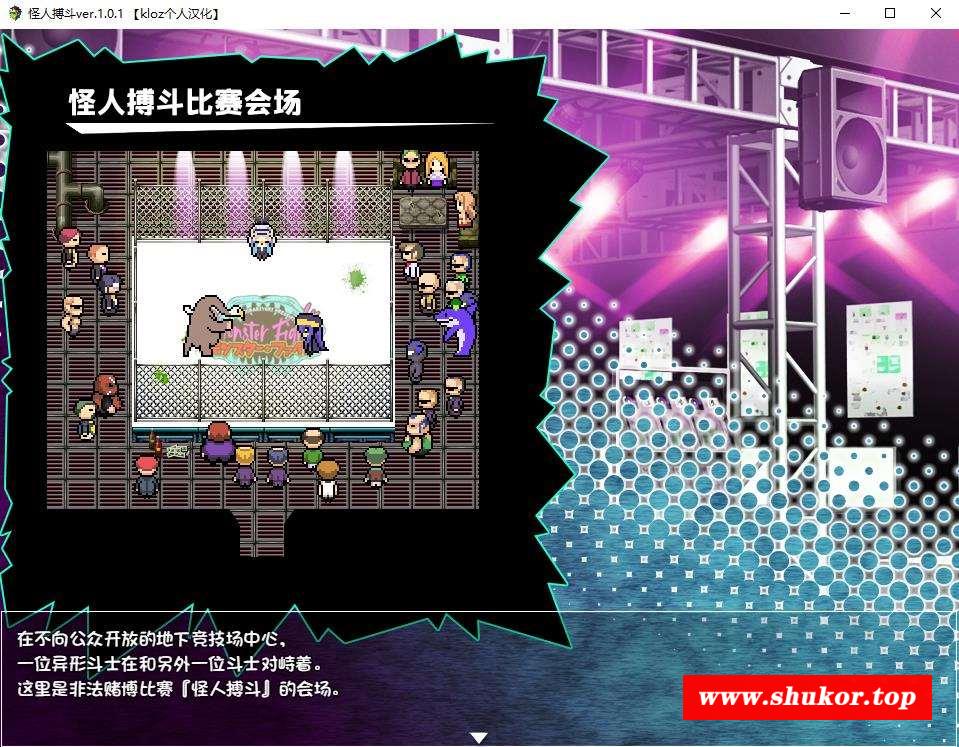 怪人搏斗ver.1.0.1 【kloz个人汉化】
怪人搏斗比赛会场
在不向公众开放的地下竞技场中心，
一位异形斗士在和另外一位斗士对峙着。
这里是非法赌博比赛『怪人搏斗』的会场。
www.shukor.top